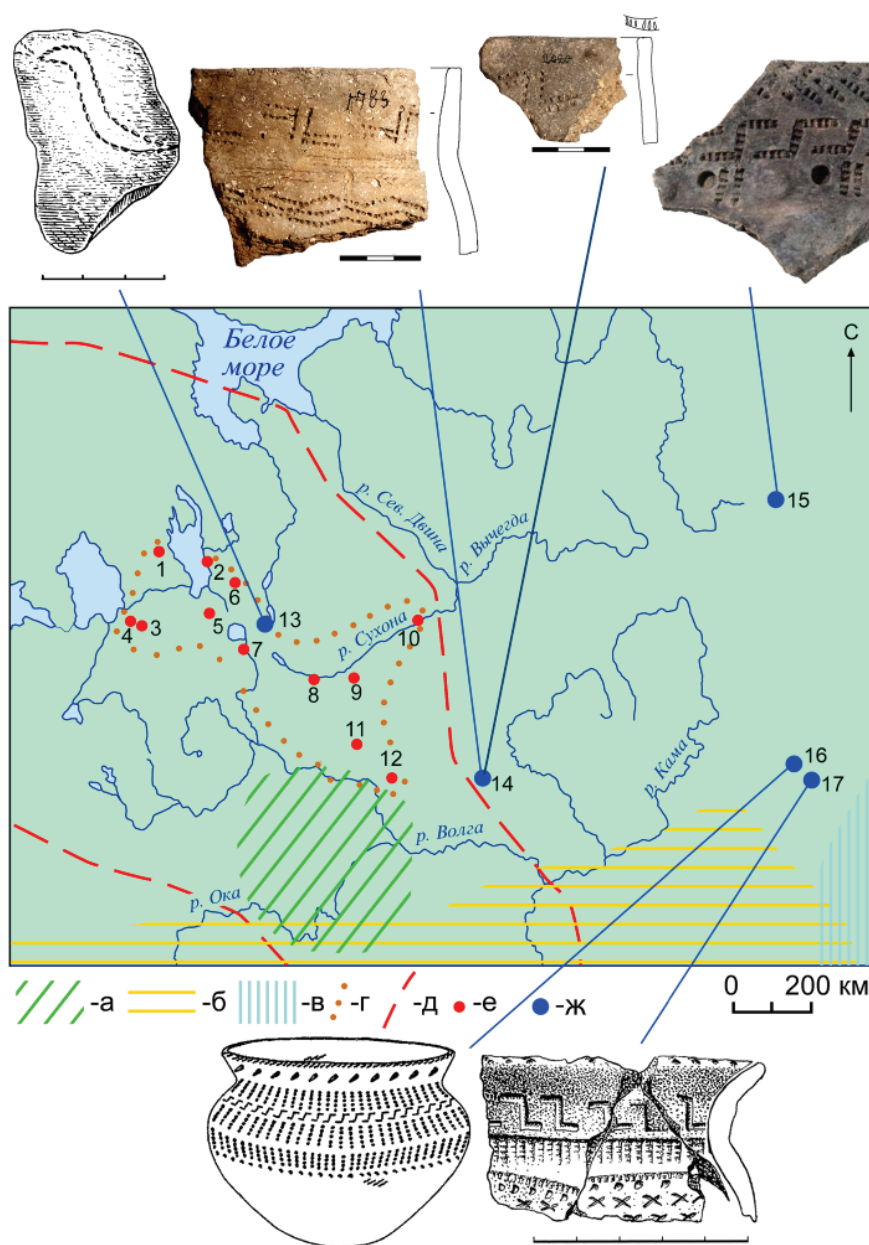 1783
Белое
море
С
р. Сев. Двина
р. Вычегда
15
1
2
6
13
4
3
5
р. Сухона
10
7
8
9
11
12
14
16
17
р. Кама
р. Волга
р. Ока
-а
-б
-в
-г
-д
-е
-ж
0 200 км